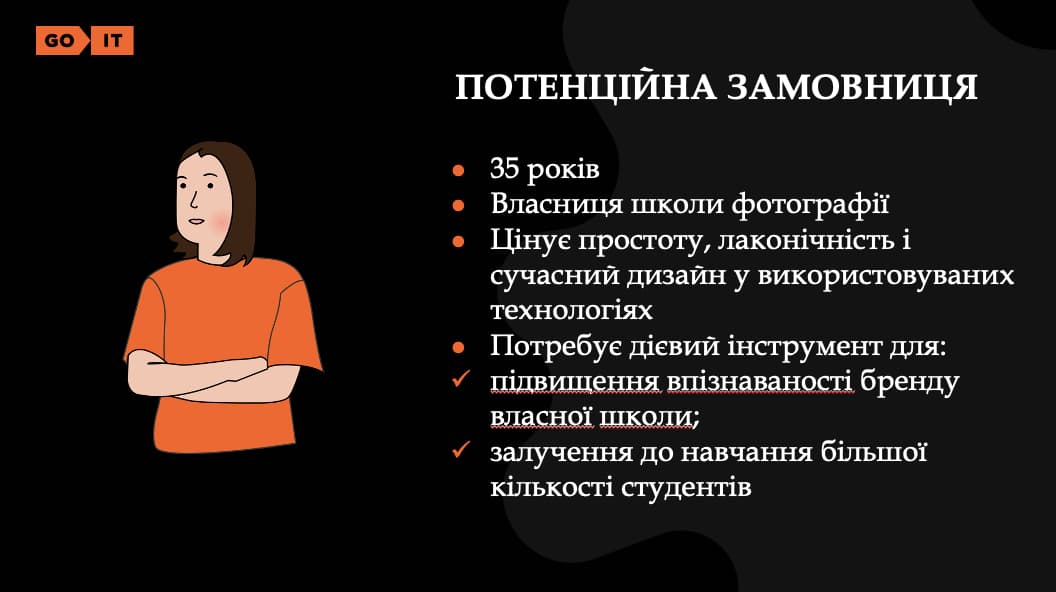 GO IT
ПОТЕНЦІЙНА ЗАМОВНИЦЯ
35 років
Власниця школи фотографії
Цінує простоту, лаконічність і
сучасний дизайн у використовуваних
технологіях
Потребує дієвий інструмент для:
підвищення впізнаваності бренду
власної школи;
залучення до навчання більшої
кількості студентів